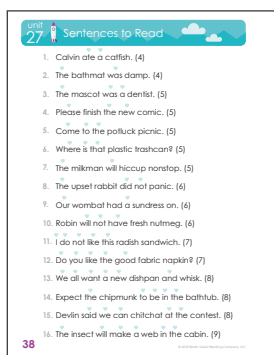 unit
27
Sentences to Read
1. Calvin ate a catfish. (4)
2. The bathmat was damp. (4)
3. The mascot was a dentist. (5)
4. Please finish the new comic. (5)
5. Come to the potluck picnic. (5)
6. Where is that plastic trashcan? (5)
7. The milkman will hiccup nonstop. (5)
8. The upset rabbit did not panic. (6)
9. Our wombat had a sundress on. (6)
10. Robin will not have fresh nutmeg. (6)
11. I do not like this radish sandwich. (7)
12. Do you like the good fabric napkin? (7)
13. We all want a new dishpan and whisk. (8)
14. Expect the chipmunk to be in the bathtub. (8)
15. Devlin said we can chitchat at the contest. (8)
16. The insect will make a web in the cabin. (9)
38